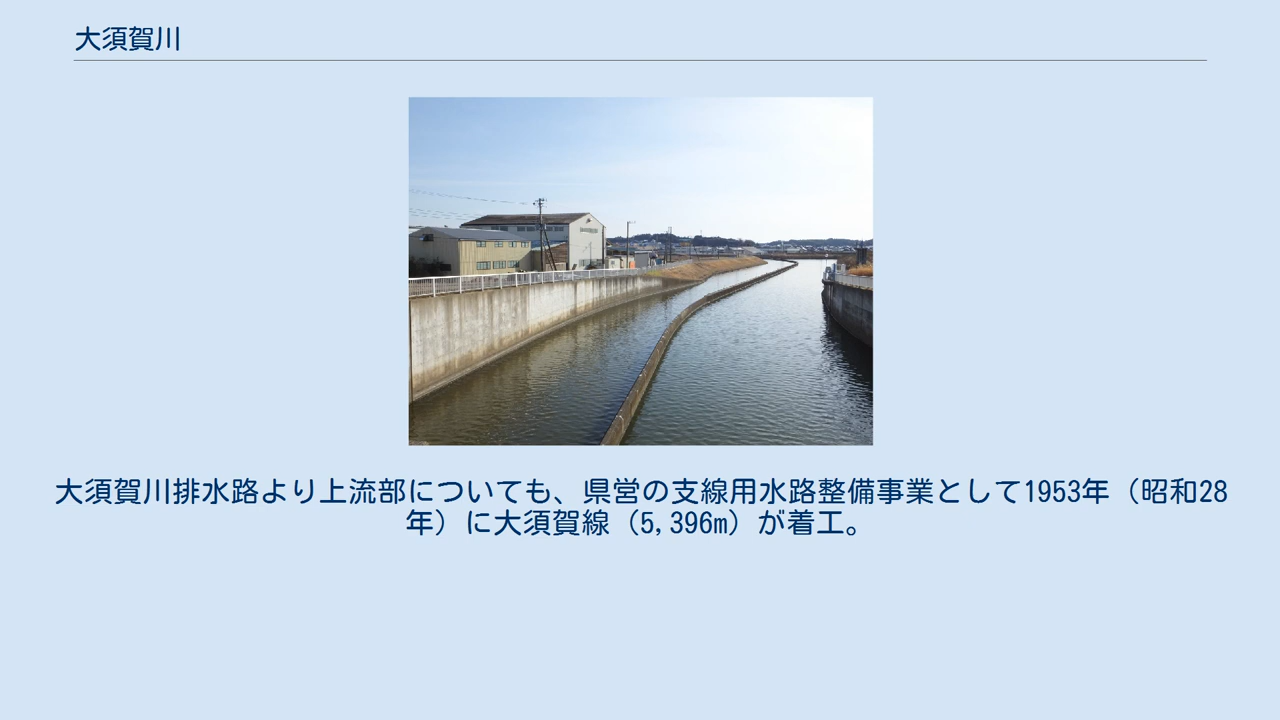 大須賀川
大須賀川排水路より上流部についても、県営の支線用水路整備事業として1953年（昭和28
年）に大須賀線（5,396m）が着工。